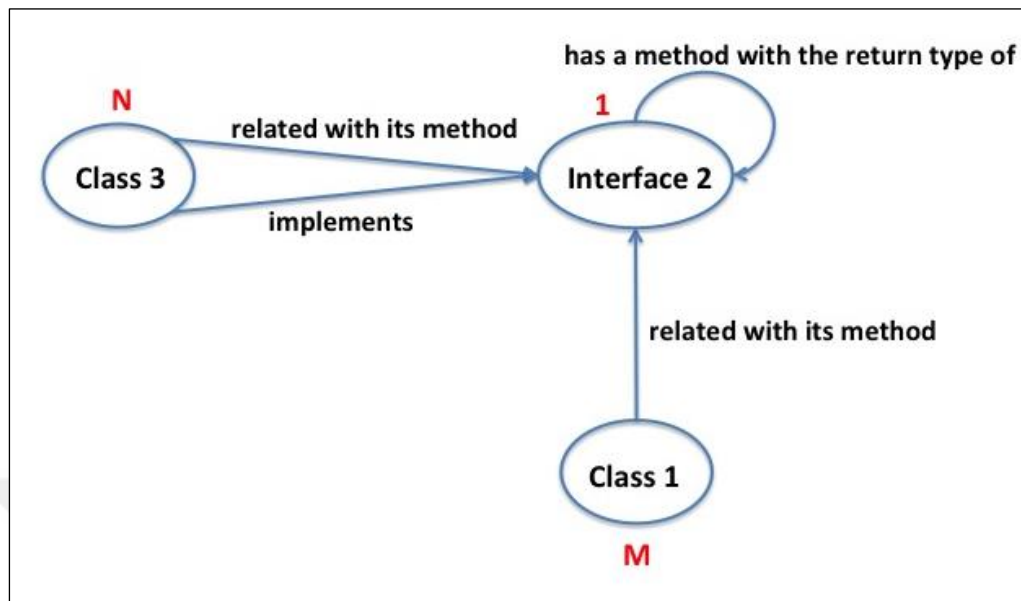 has a method with the return type of
N
1
related with its method
Class 3
Interface 2
implements
related with its method
Class 1
M